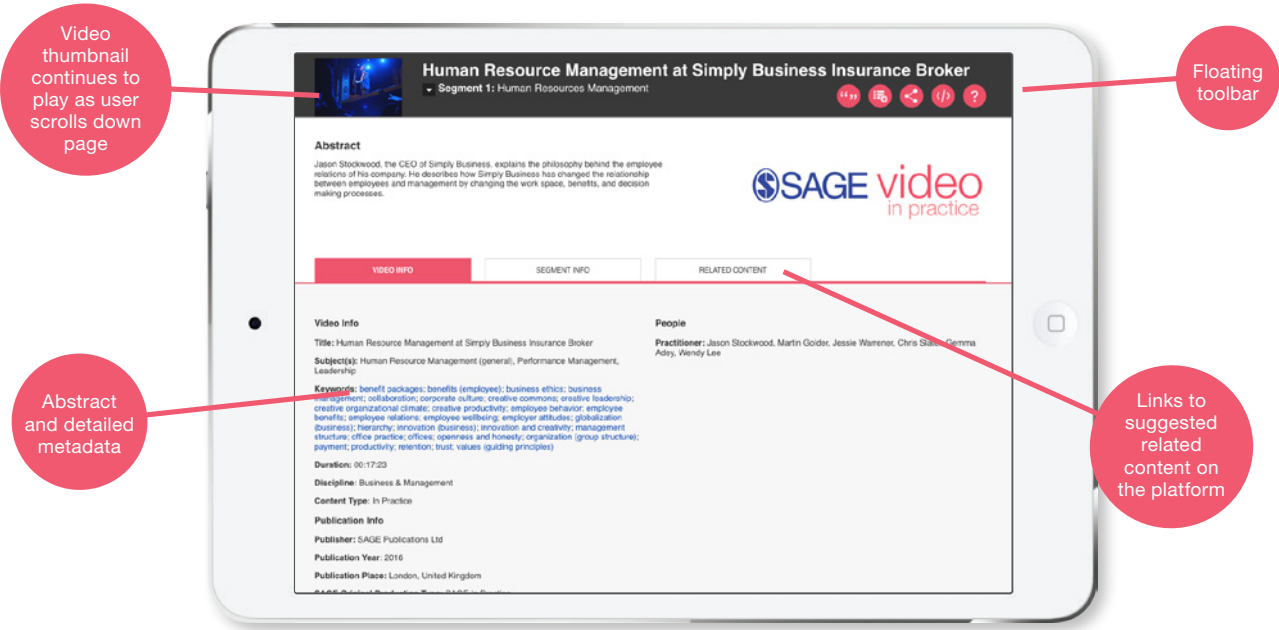 Video
thumbnail
continues to
play as user
scrolls down
page
Floating
toolbar
Human Resource Management at Simply Business Insurance Broker
Segment 1: Human Resources Management
“ ” </> ?
Abstract
Jason Stockwood, the CEO of Simply Business, explains the philosophy behind the employee
relations of his company. He describes how Simply Business has changed the relationship
between employees and management by changing the work space, benefits, and decision
making processes.
SAGE video
in practice
VIDEO INFO
SEGMENT INFO
RELATED CONTENT
Video Info
Title: Human Resource Management at Simply Business Insurance Broker
Subject(s): Human Resource Management (general), Performance Management,
Leadership
Keywords: benefit packages; benefits (employee); business ethics; business
management; collaboration; corporate culture; creative commons; creative leadership;
creative organizational climate; creative productivity; employee behavior; employee
benefits; employee relations; employee wellbeing; employer attitudes; globalization
(business); hierarchy; innovation (business); innovation and creativity; management
structure; office practice; offices; openness and honesty; organization (group structure);
payment; productivity; retention; trust; values (guiding principles)
Duration: 00:17:23
Discipline: Business & Management
Content Type: In Practice
Publication Info
Publisher: SAGE Publications Ltd
Publication Year: 2016
Publication Place: London, United Kingdom
People
Practitioner: Jason Stockwood, Martin Goider, Jessie Warrener, Chris Gemma
Adey, Wendy Lee
Abstract
and detailed
metadata
Links to
suggested
related
content on
the platform